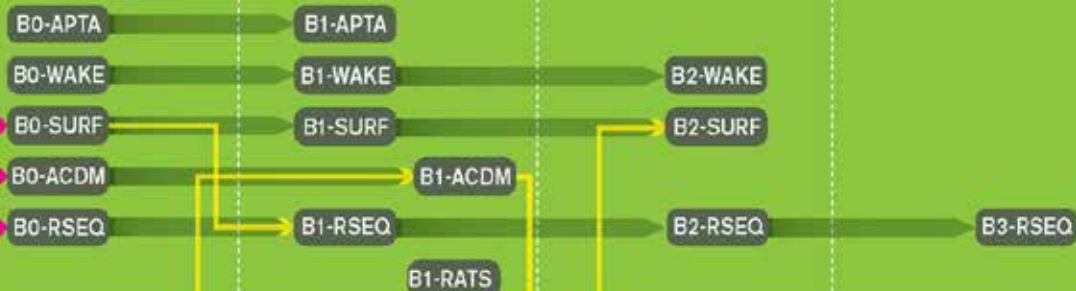 B0-APTA B1-APTA
B0-WAKE B1-WAKE B2-WAKE
B0-SURF B1-SURF B2-SURF
B0-ACDM B1-ACDM
B0-RSEQ B1-RSEQ B2-RSEQ B3-RSEQ
B1-RATS